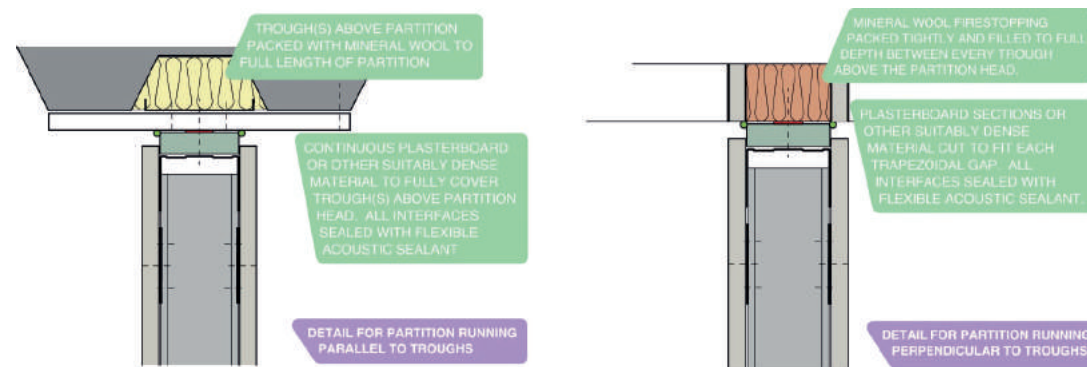 TROUGH(S) ABOVE PARTITION
PACKED WITH MINERAL WOOL TO
FULL LENGTH OF PARTITION
CONTINUOUS PLASTERBOARD
OR OTHER SUITABLY DENSE
MATERIAL TO FULLY COVER
TROUGH(S) ABOVE PARTITION
HEAD. ALL INTERFACES
SEALED WITH FLEXIBLE
ACOUSTIC SEALANT
DETAIL FOR PARTITION RUNNING
PARALLEL TO TROUGHS
MINERAL WOOL FIRESTOPPING
PACKED TIGHTLY AND FILLED TO FULL
DEPTH BETWEEN EVERY TROUGH
ABOVE THE PARTITION HEAD.
PLASTERBOARD SECTIONS OR
OTHER SUITABLY DENSE
MATERIAL CUT TO FIT EACH
TRAPEZOIDAL GAP. ALL
INTERFACES SEALED WITH
FLEXIBLE ACOUSTIC SEALANT.
DETAIL FOR PARTITION RUNNING
PERPENDICULAR TO TROUGHS